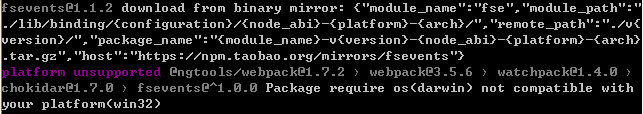 fsevents@1.1.2 download from binary mirror: {"module_name":"fse","module_path":"
./lib/binding/{configuration}/{node_abi}-{platform}-{arch}/","remote_path":"./v{
version}/","package_name":"{module_name}-v{version}-{node_abi}-{platform}-{arch}
.tar.gz","host":"https://npm.taobao.org/mirrors/fsevents"}
platform unsupported @ngtools/webpack@1.7.2 › webpack@3.5.6 › watchpack@1.4.0 ›
chokidar@1.7.0 › fsevents@^1.0.0 Package require os(darwin) not compatible with
your platform(win32)